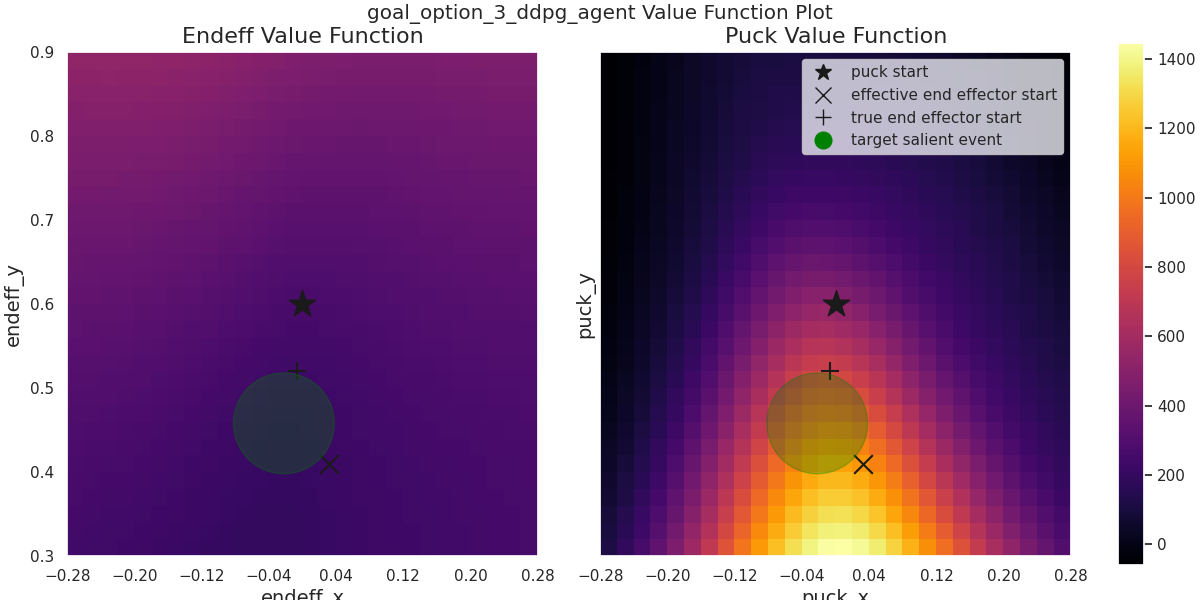 goal_option_3_ddpg_agent Value Function Plot
Endeff Value Function
Puck Value Function
0.9
0.8
0.7
0.6
0.5
0.4
0.3
endeff_y
−0.28 −0.20 −0.12 −0.04 0.04 0.12 0.20 0.28
endeff_x
puck_y
puck start
effective end effector start
true end effector start
target salient event
−0.28 −0.20 −0.12 −0.04 0.04 0.12 0.20 0.28
puck_x
1400
1200
1000
800
600
400
200
0